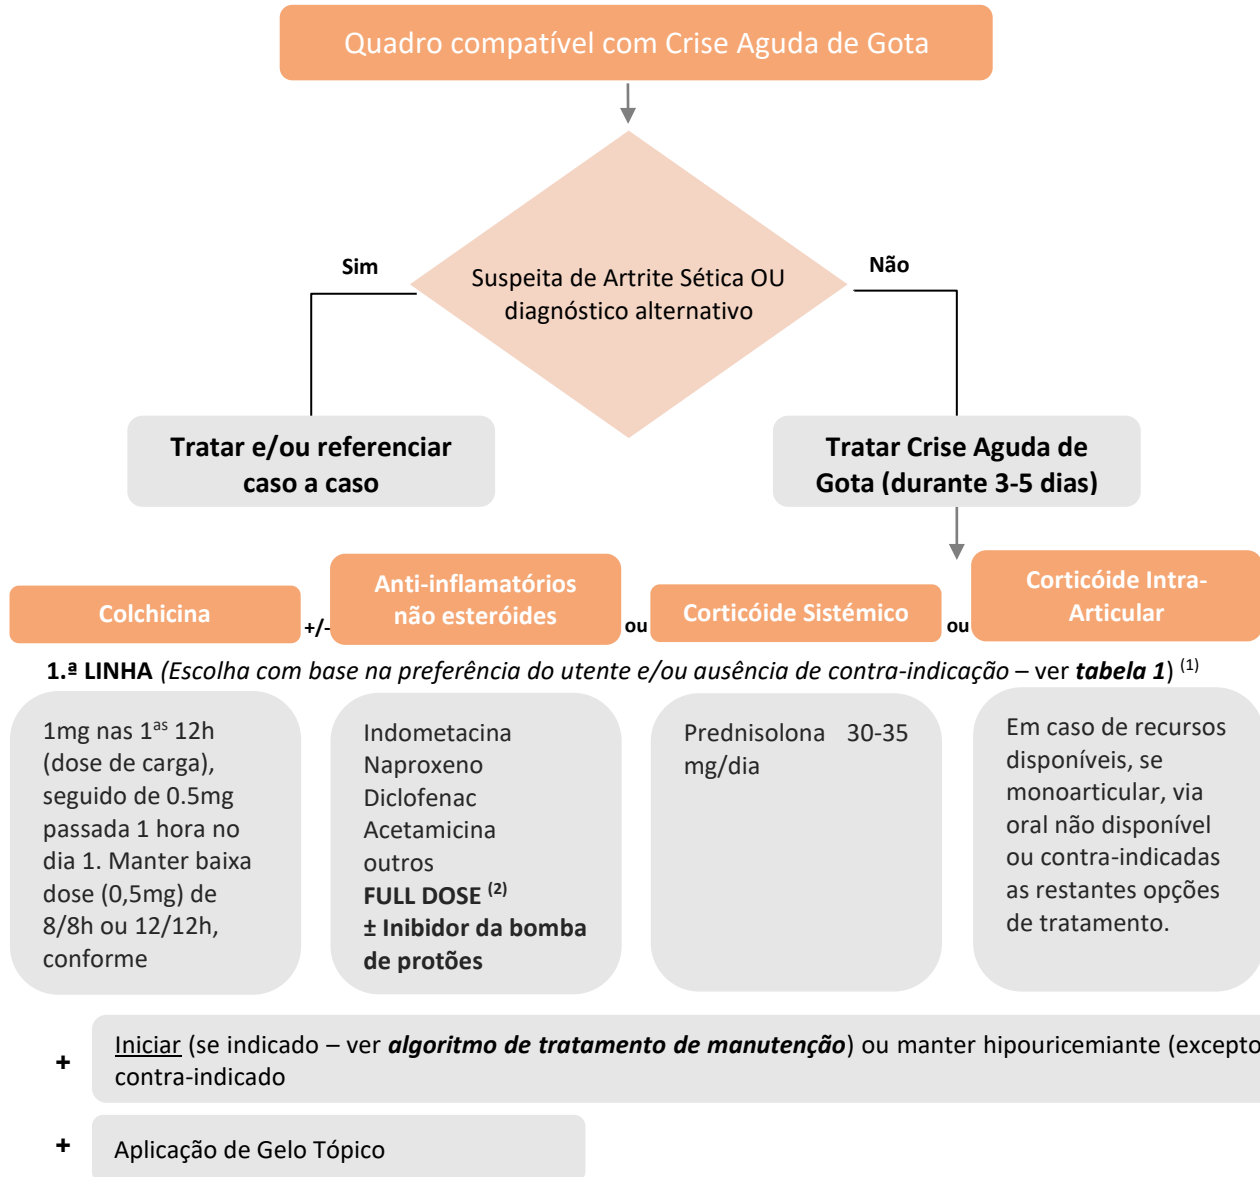 Quadro compatível com Crise Aguda de Gota
Sim
Suspeita de Artrite Sética OU
diagnóstico alternativo
Não
Tratar e/ou referenciar
caso a caso
Tratar Crise Aguda de
Gota (durante 3-5 dias)
Colchicina
+/-
Anti-inflamatórios
não esteróides
ou
Corticóide Sistémico
ou
Corticóide Intra-
Articular
1.ª LINHA (Escolha com base na preferência do utente e/ou ausência de contra-indicação – ver tabela 1) (1)
1mg nas 1as 12h
(dose de carga),
seguido de 0.5mg
passada 1 hora no
dia 1. Manter baixa
dose (0,5mg) de
8/8h ou 12/12h,
conforme
Indometacina
Naproxeno
Diclofenac
Acetamicina
outros
FULL DOSE (2)
± Inibidor da bomba
de protões
Prednisolona 30-35
mg/dia
Em caso de recursos
disponíveis, se
monoarticular, via
oral não disponível
ou contra-indicadas
as restantes opções
de tratamento.
+
Iniciar (se indicado – ver algoritmo de tratamento de manutenção) ou manter hipouricemiante (excepto
contra-indicado
+
Aplicação de Gelo Tópico